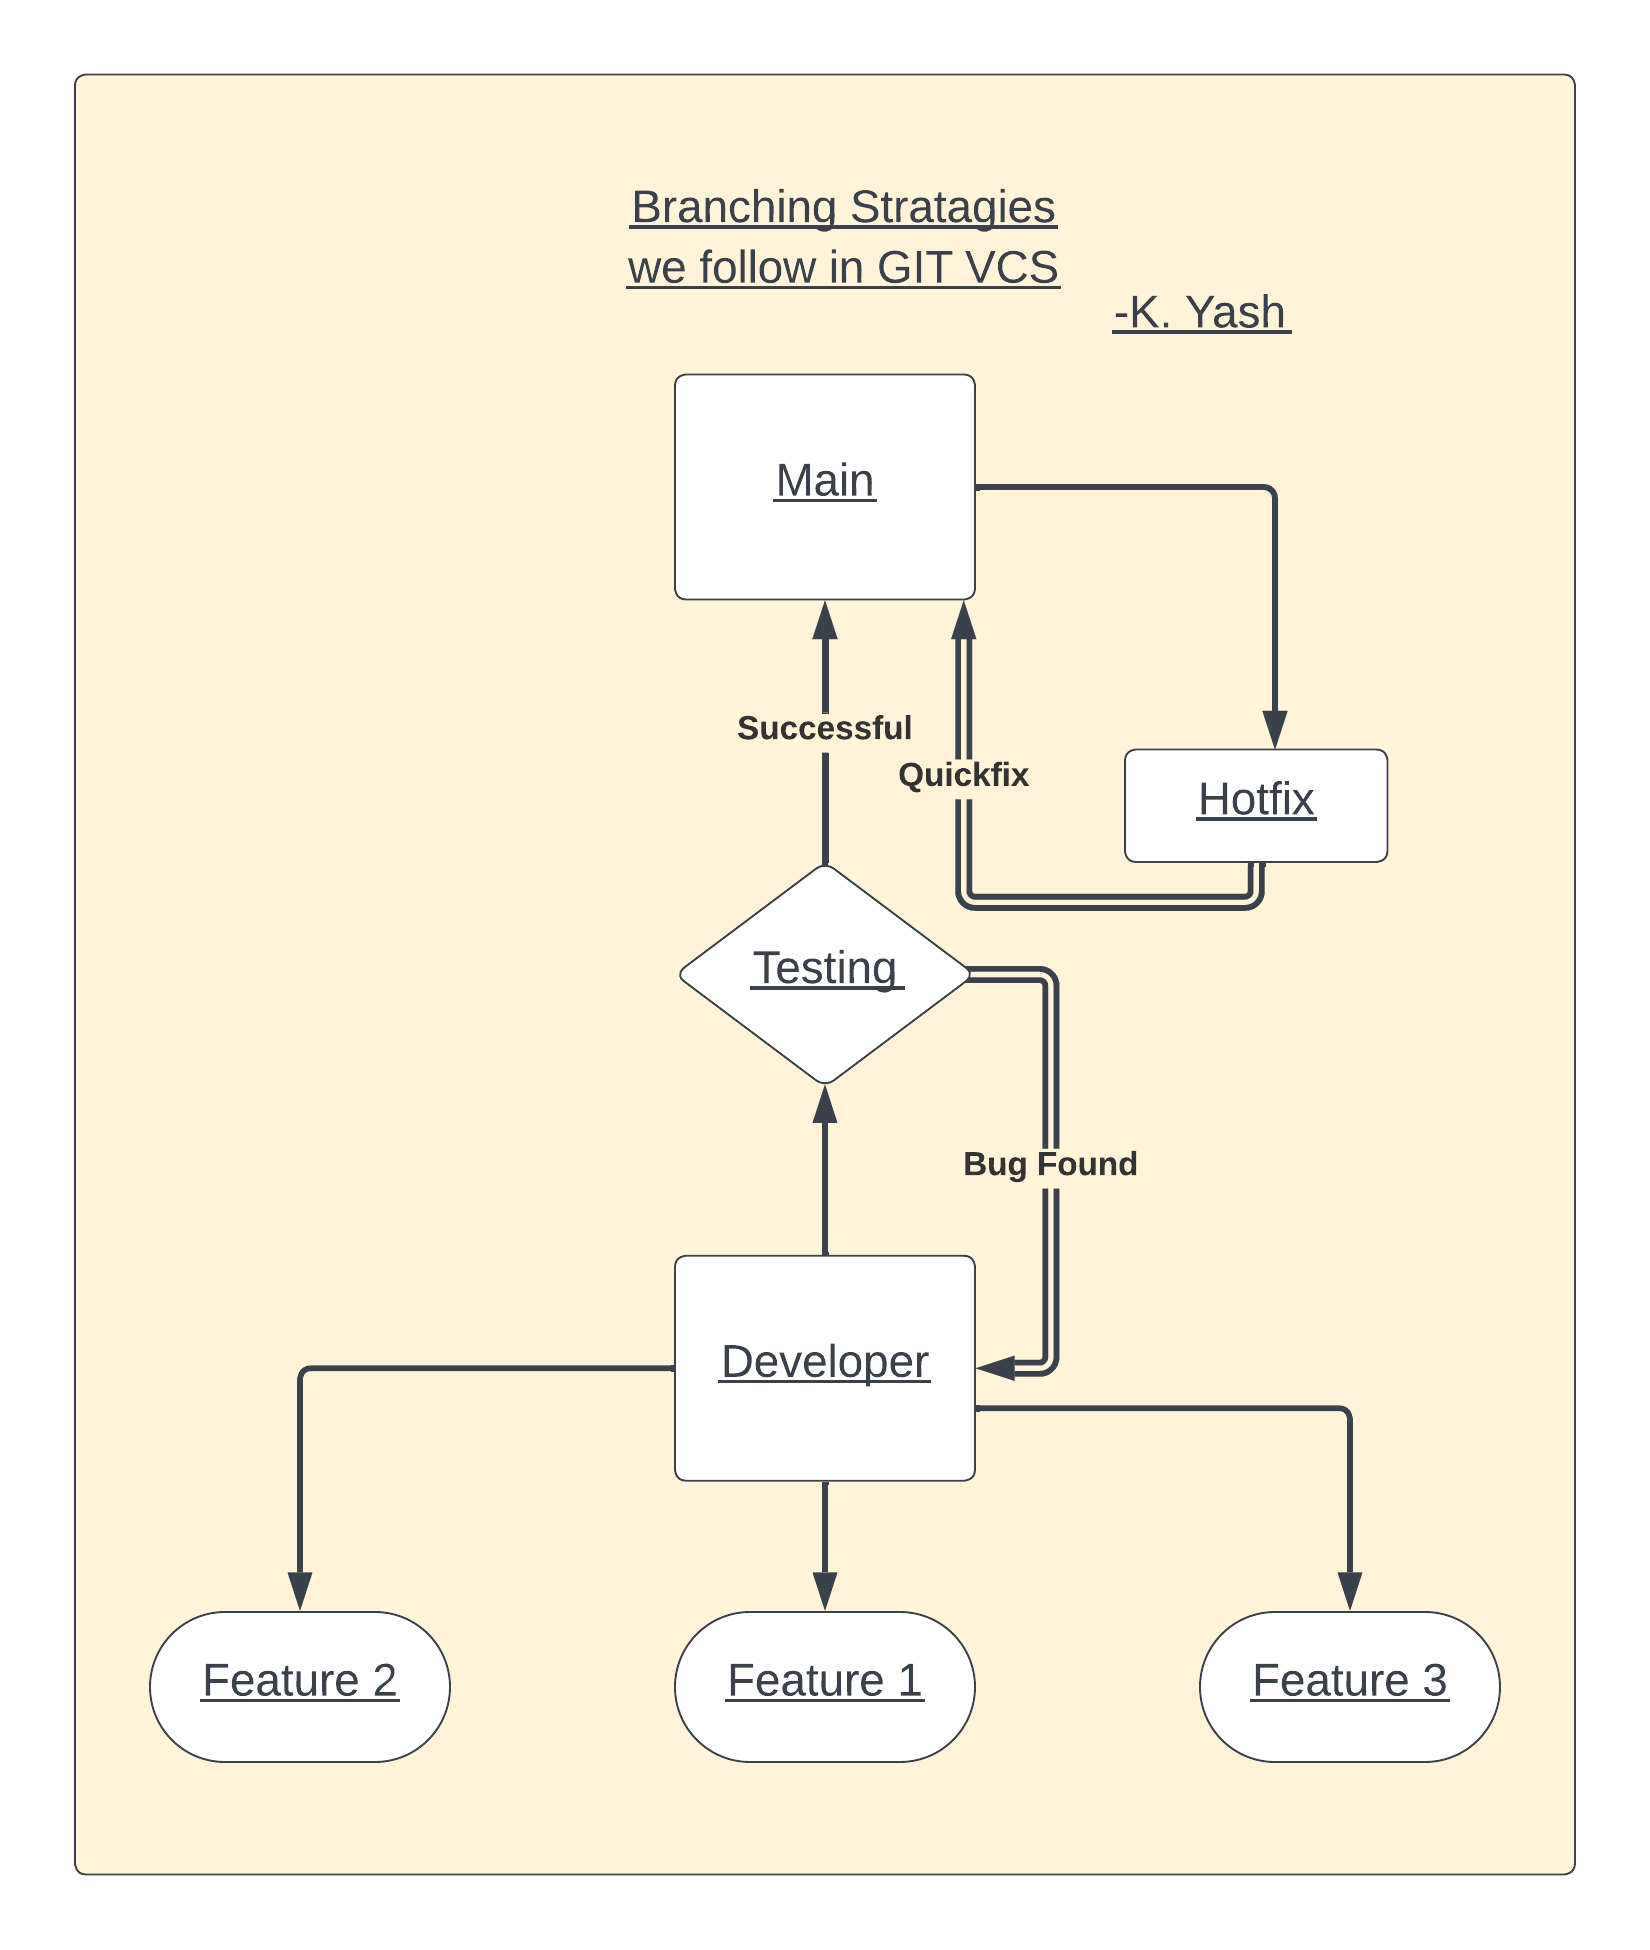 Branching Stratagies
we follow in GIT VCS
-K. Yash
Main
Successful
Quickfix
Hotfix
Testing
Bug Found
Developer
Feature 2
Feature 1
Feature 3